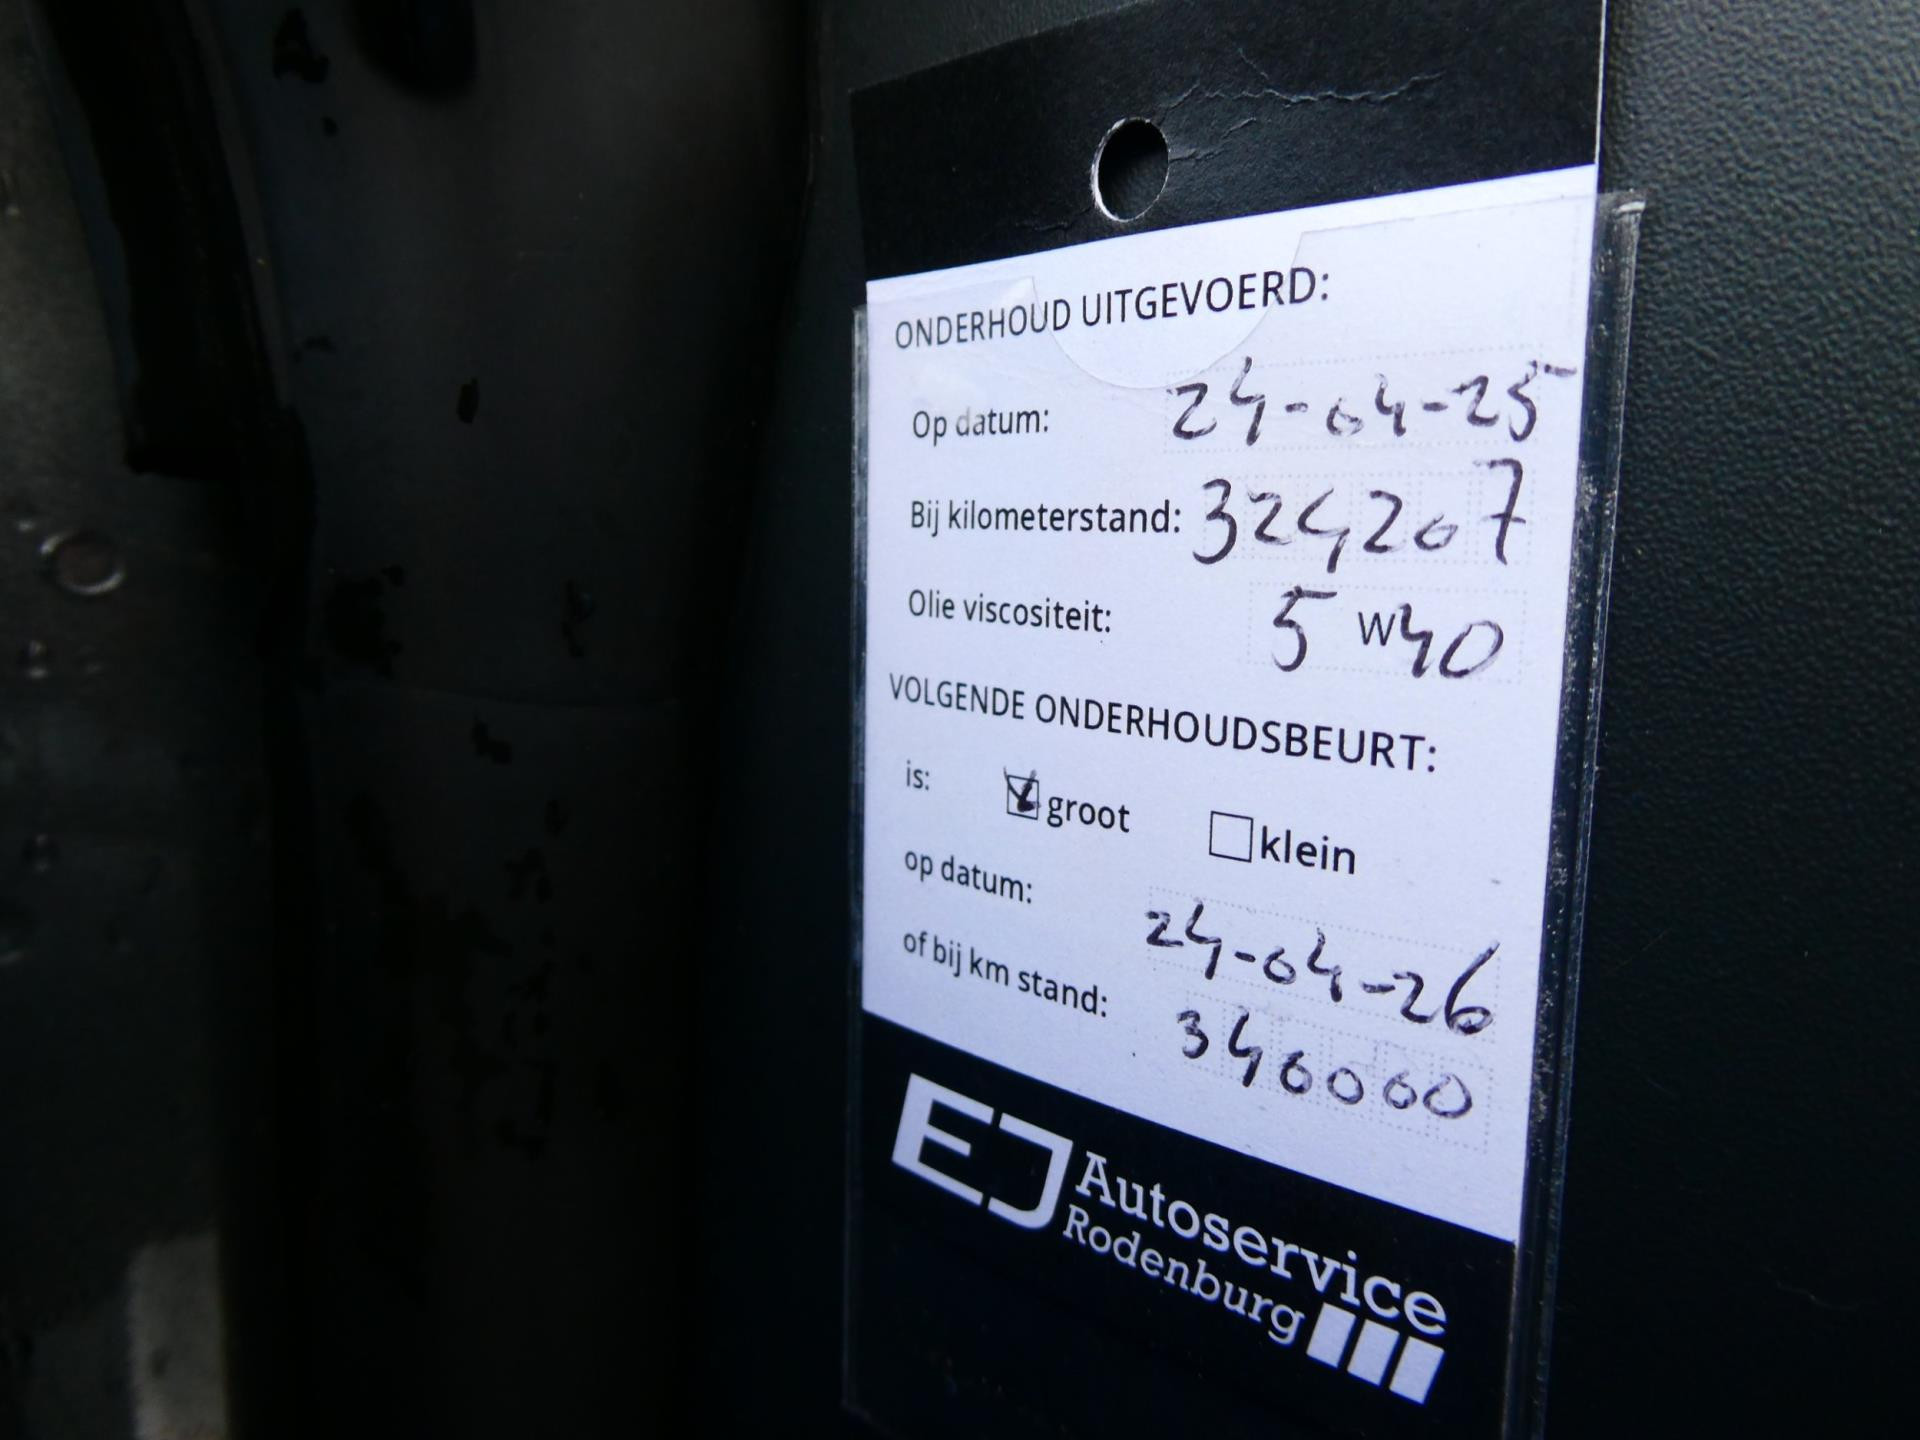 ONDERHOUD UITGEVOERD:
Op datum: 24-04-25
Bij kilometerstand: 324207
Olie viscositeit: 5 W40
VOLGENDE ONDERHOUDSBEURT:
is: groot klein
op datum: 24-04-26
of bij km stand: 340000
EJ Autoservice
Rodenburg